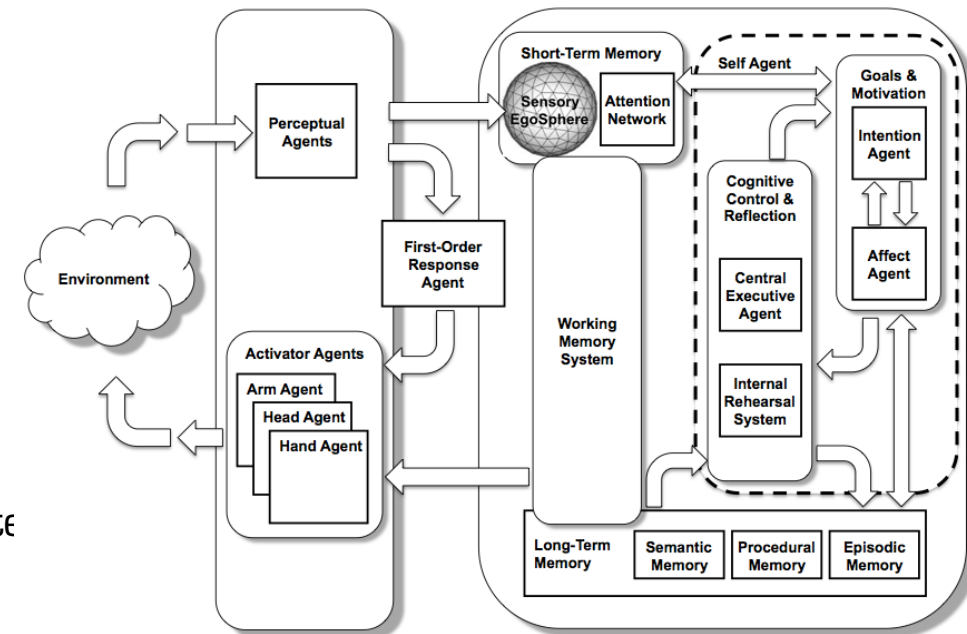 Short-Term Memory
Sensory
EgoSphere
Attention
Network
Self Agent
Goals &
Motivation
Intention
Agent
Affect
Agent
Perceptual
Agents
Cognitive
Control &
Reflection
Central
Executive
Agent
Internal
Rehearsal
System
First-Order
Response
Agent
Environment
Working
Memory
System
Activator Agents
Arm Agent
Head Agent
Hand Agent
Long-Term
Memory
Semantic
Memory
Procedural
Memory
Episodic
Memory